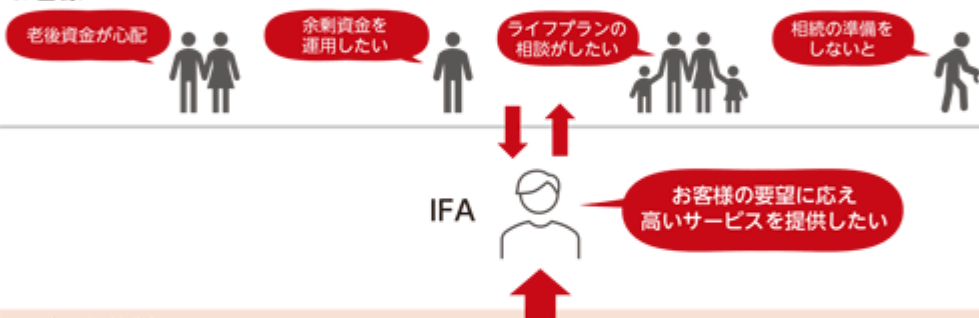 老後資金が心配
余剰資金を
運用したい
ライフプランの
相談がしたい
相続の準備を
しないと
IFA
お客様の要望に応え
高いサービスを提供したい